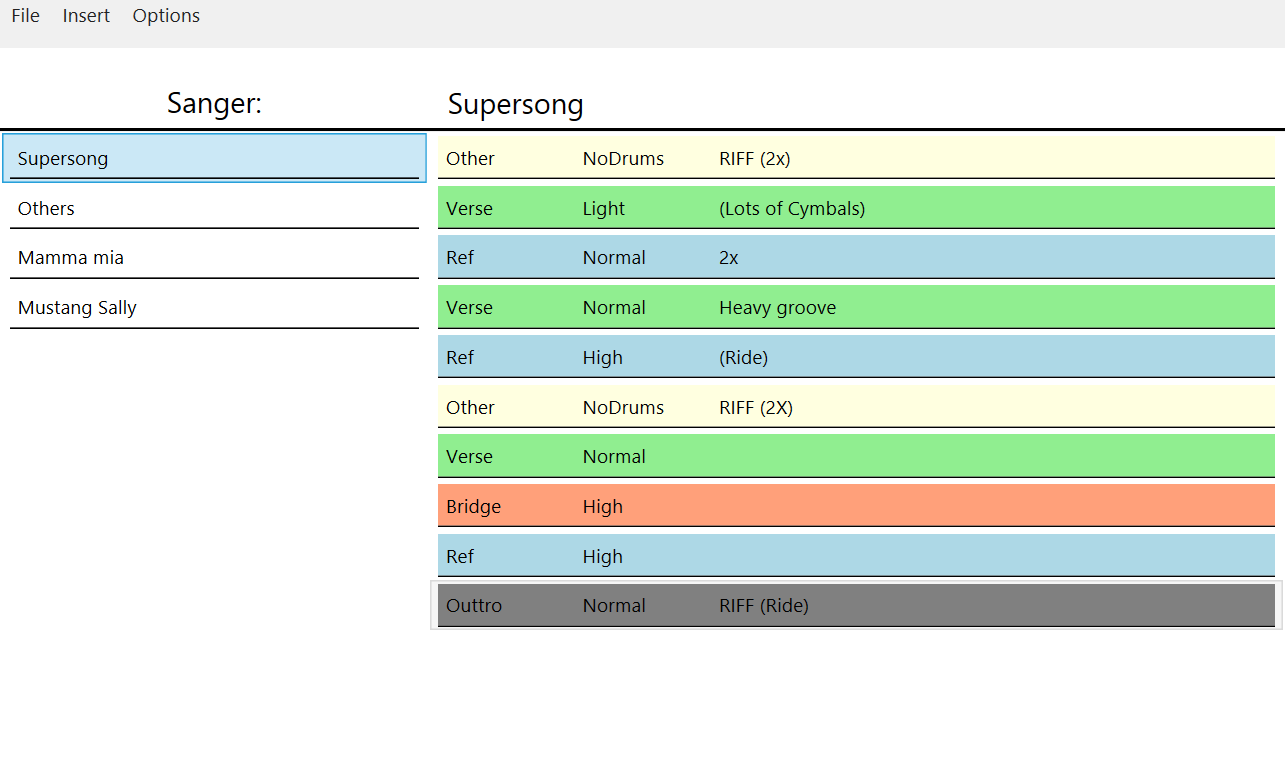 File Insert Options
Sanger: Supersong
Supersong
Others
Mamma mia
Mustang Sally
Other NoDrums RIFF (2x)
Verse Light (Lots of Cymbals)
Ref Normal 2x
Verse Normal Heavy groove
Ref High (Ride)
Other NoDrums RIFF (2X)
Verse Normal
Bridge High
Ref High
Outtro Normal RIFF (Ride)